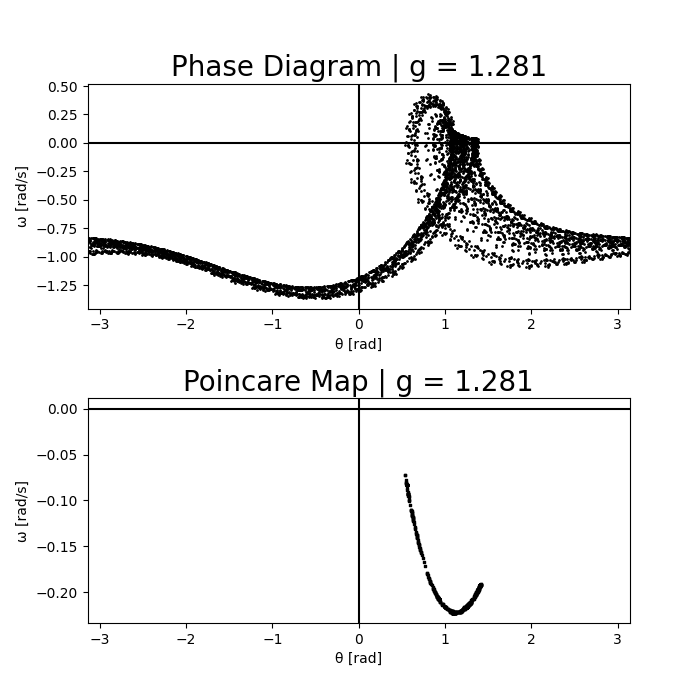 Phase Diagram | g = 1.281
0.50
0.25
0.00
−0.25
−0.50
−0.75
−1.00
−1.25
ω [rad/s]
−3 −2 −1 0 1 2 3
θ [rad]
Poincare Map | g = 1.281
0.00
−0.05
−0.10
−0.15
−0.20
ω [rad/s]
−3 −2 −1 0 1 2 3
θ [rad]